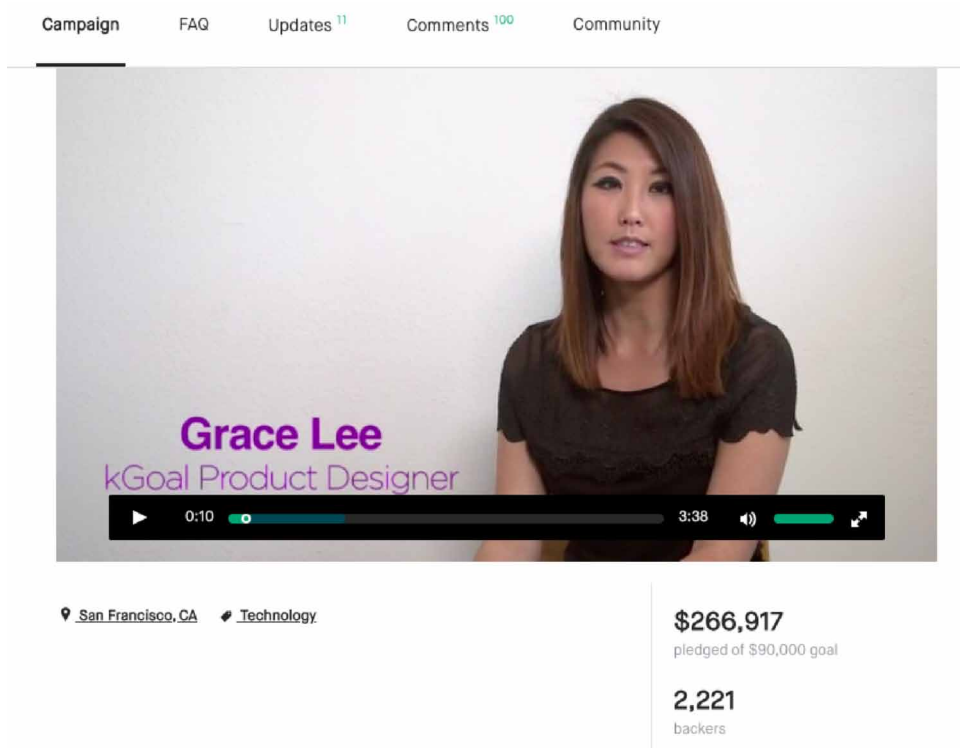 Campaign FAQ Updates 11 Comments 100 Community
Grace Lee
kGoal Product Designer
0:10 3:38
San Francisco, CA Technology
$266,917
pledged of $90,000 goal
2,221
backers